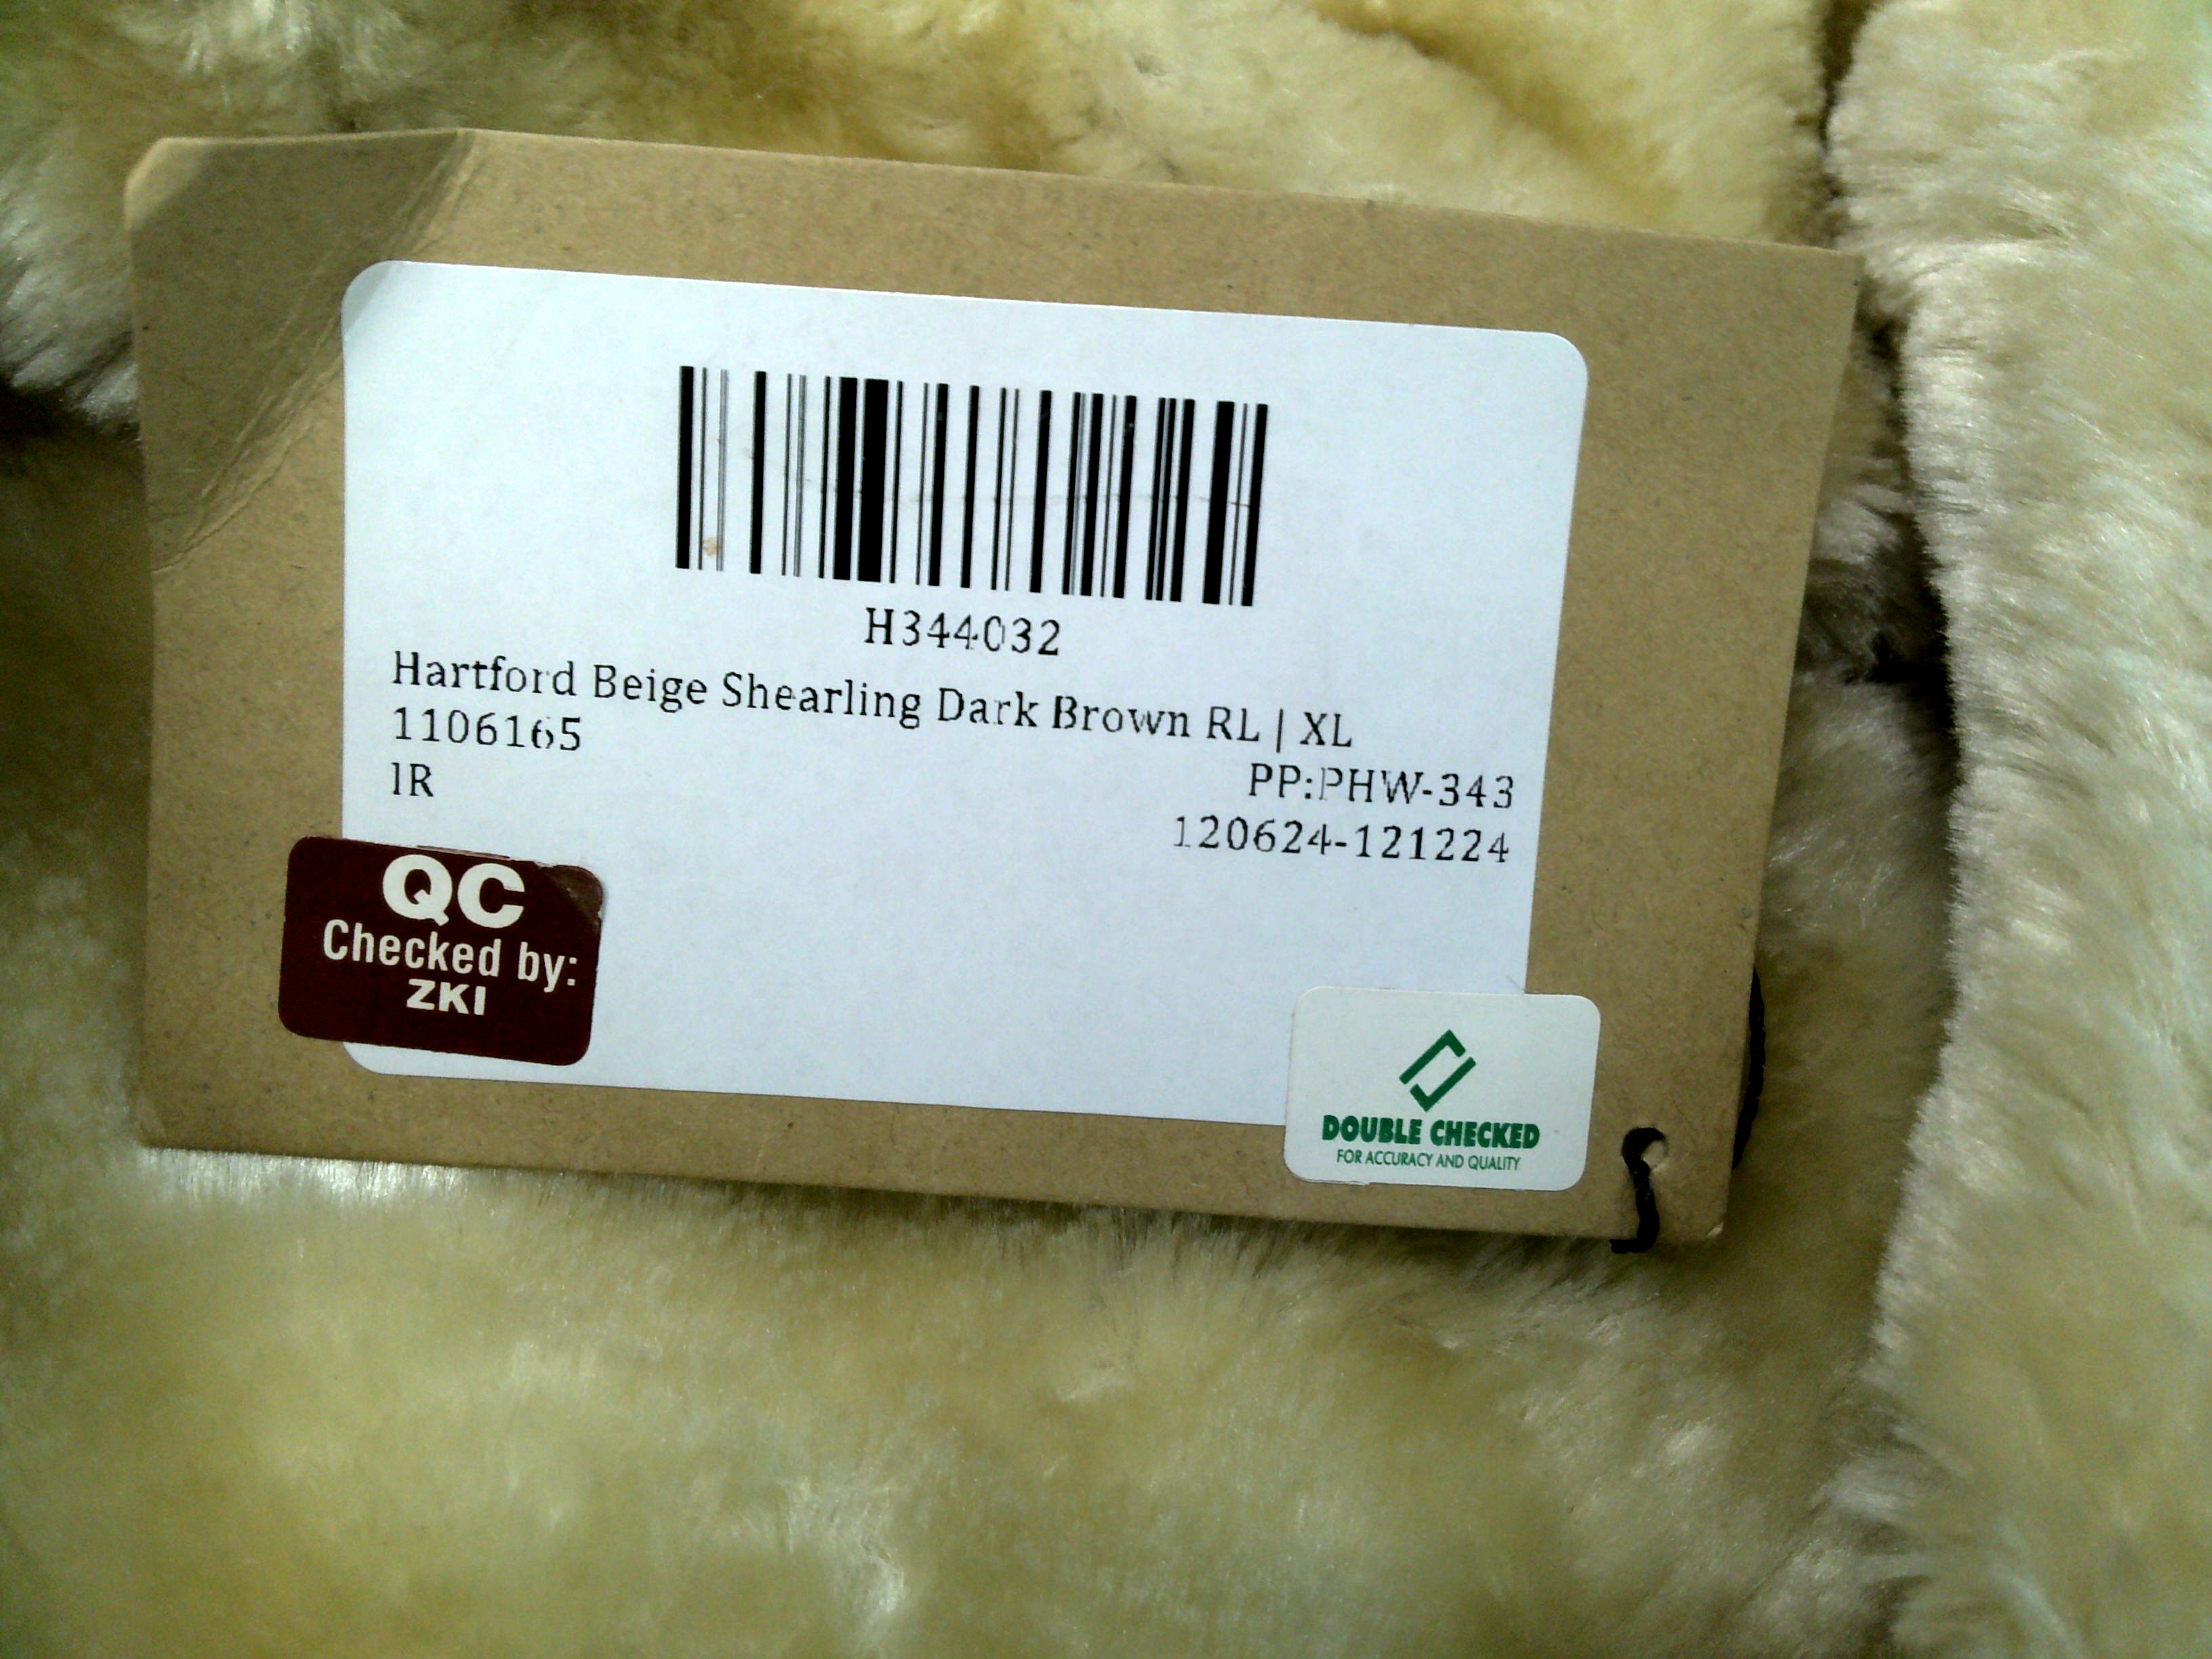 H344032
Hartford Beige Shearling Dark Brown RL | XL
1106165
IR
PP:PHW-343
120624-121224
QC
Checked by:
ZKI
DOUBLE CHECKED
FOR ACCURACY AND QUALITY